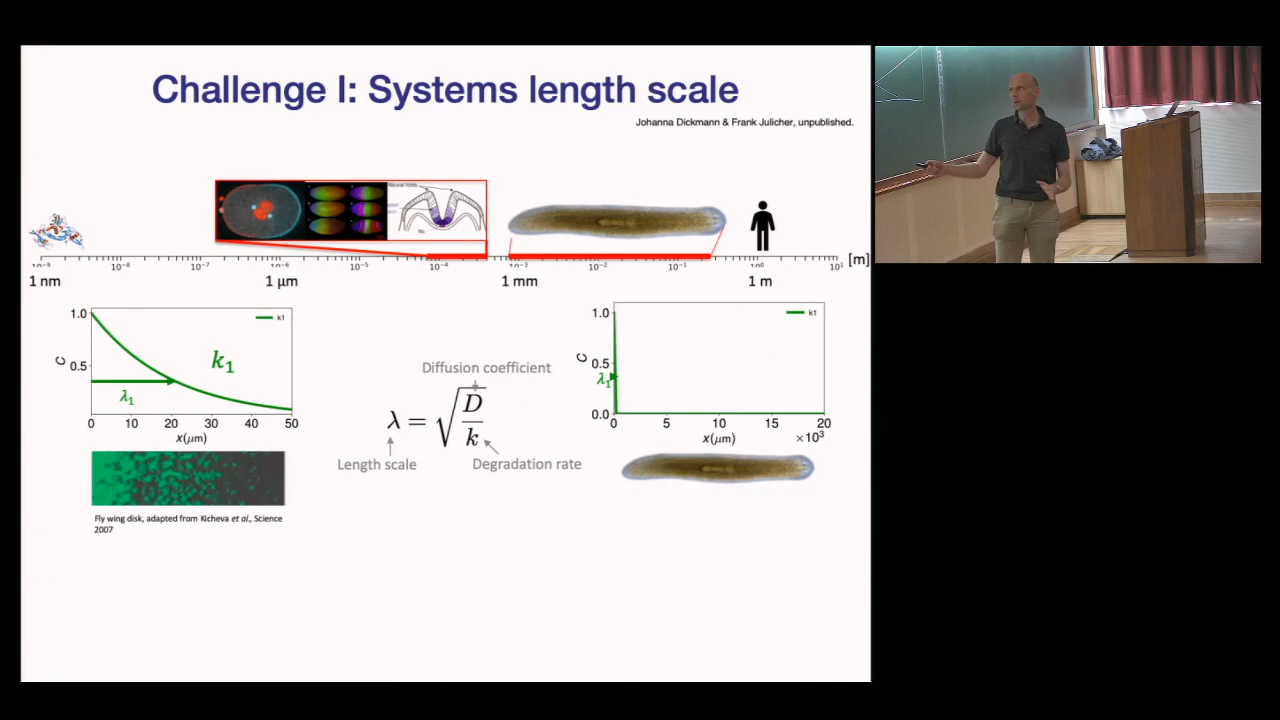 Challenge I: Systems length scale
Johanna Dickmann & Frank Julicher, unpublished.
Neural folds
10⁻⁹ 10⁻⁸ 10⁻⁷ 10⁻⁶ 10⁻⁵ 10⁻⁴ 10⁻³ 10⁻² 10⁻¹ 10⁰ 10¹ [m]
1 nm 1 μm 1 mm 1 m
1.0
0.5
C
k1
k₁
λ₁
0 10 20 30 40 50
x(μm)
Diffusion coefficient
λ = √(D/k)
Length scale
Degradation rate
1.0
0.5
0.0
C
k1
λ₁
0 5 10 15 20
x(μm) ×10³
Fly wing disk, adapted from Kicheva et al., Science
2007